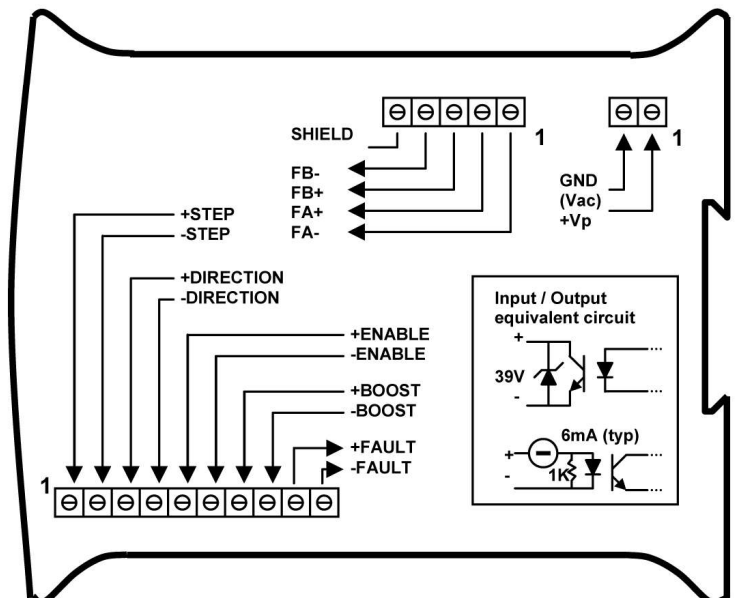 SHIELD
1
1
FB-
FB+
FA+
FA-
GND
(Vac)
+Vp
+STEP
-STEP
+DIRECTION
-DIRECTION
+ENABLE
-ENABLE
+BOOST
-BOOST
+FAULT
-FAULT
1
Input / Output
equivalent circuit
+
39V
-
6mA (typ)
+
-
1K